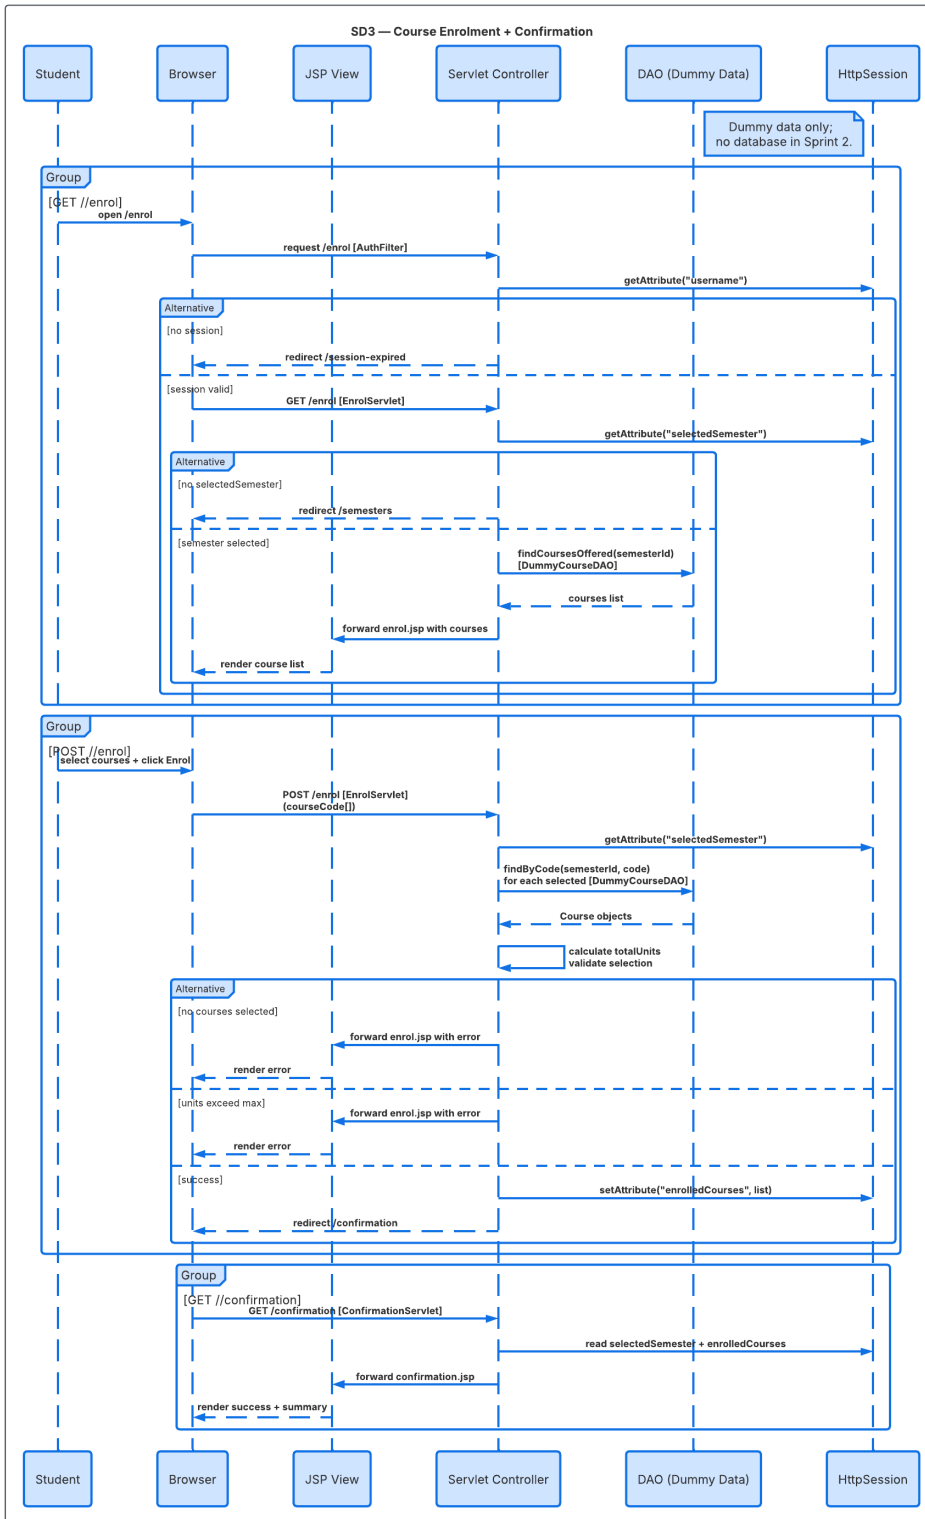 SD3 — Course Enrolment + Confirmation
Student
Browser
JSP View
Servlet Controller
DAO (Dummy Data)
HttpSession
Dummy data only;
no database in Sprint 2.
Group
[GET //enrol]
open /enrol
request /enrol [AuthFilter]
getAttribute("username")
Alternative
[no session]
redirect /session-expired
[session valid]
GET /enrol [EnrolServlet]
getAttribute("selectedSemester")
Alternative
[no selectedSemester]
redirect /semesters
[semester selected]
findCoursesOffered(semesterId)
[DummyCourseDAO]
courses list
forward enrol.jsp with courses
render course list
Group
[POST //enrol]
select courses + click Enrol
POST /enrol [EnrolServlet]
(courseCode[])
getAttribute("selectedSemester")
findByCode(semesterId, code)
for each selected [DummyCourseDAO]
Course objects
calculate totalUnits
validate selection
Alternative
[no courses selected]
forward enrol.jsp with error
render error
[units exceed max]
forward enrol.jsp with error
render error
[success]
setAttribute("enrolledCourses", list)
redirect /confirmation
Group
[GET //confirmation]
GET /confirmation [ConfirmationServlet]
read selectedSemester + enrolledCourses
forward confirmation.jsp
render success + summary
Student
Browser
JSP View
Servlet Controller
DAO (Dummy Data)
HttpSession